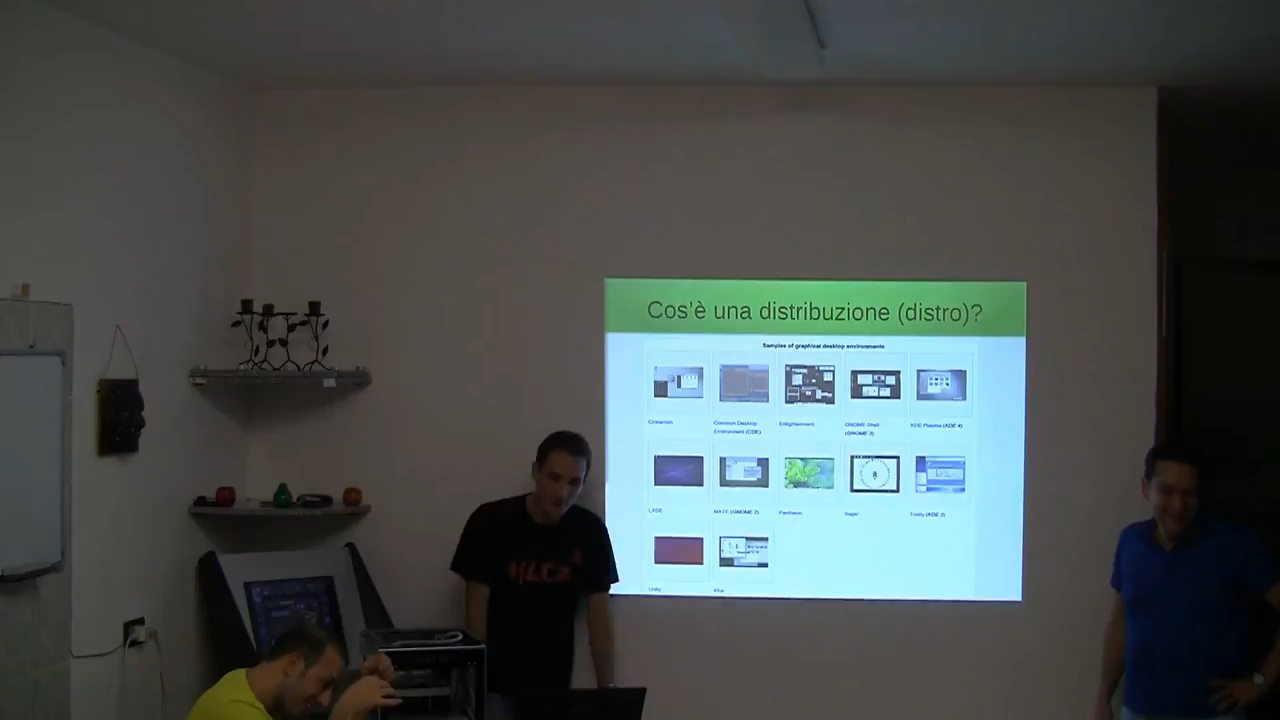 Cos'è una distribuzione (distro)?
Samples of graphical desktop environments
Cinnamon
Common Desktop
Environment (CDE)
Enlightenment
GNOME Shell
(GNOME 3)
KDE Plasma (KDE 4)
LXDE
MATE (GNOME 2)
Pantheon
Sugar
Trinity (KDE 3)
Unity
Xfce